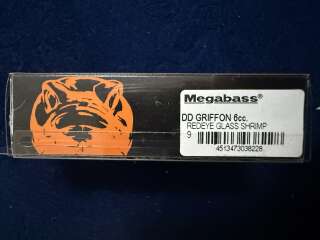 Megabass®
DD GRIFFON 6cc.
REDEYE GLASS SHRIMP
9
4513473038228